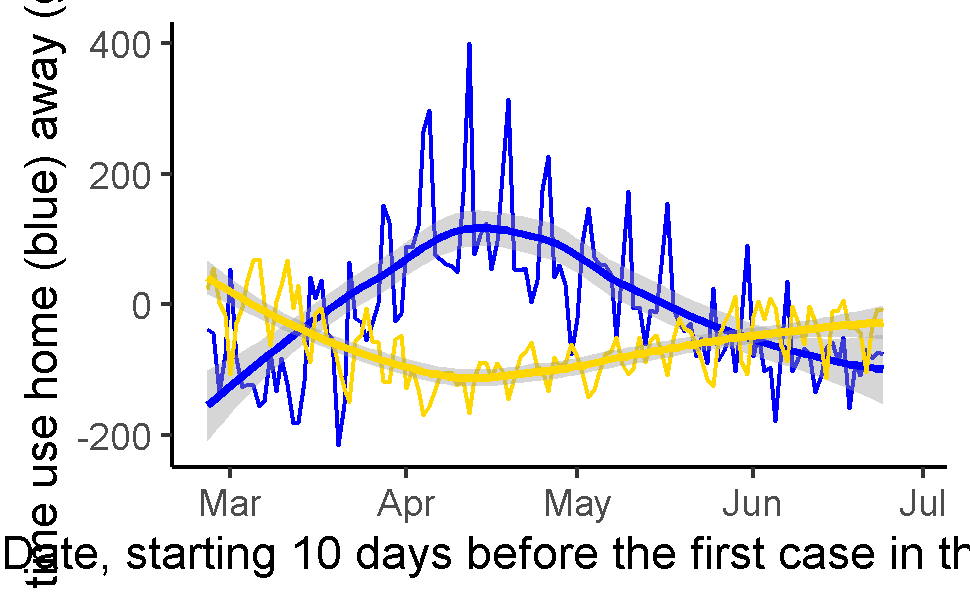 time use home (blue) away (
400
200
0
-200
Mar Apr May Jun Jul
Date, starting 10 days before the first case in th